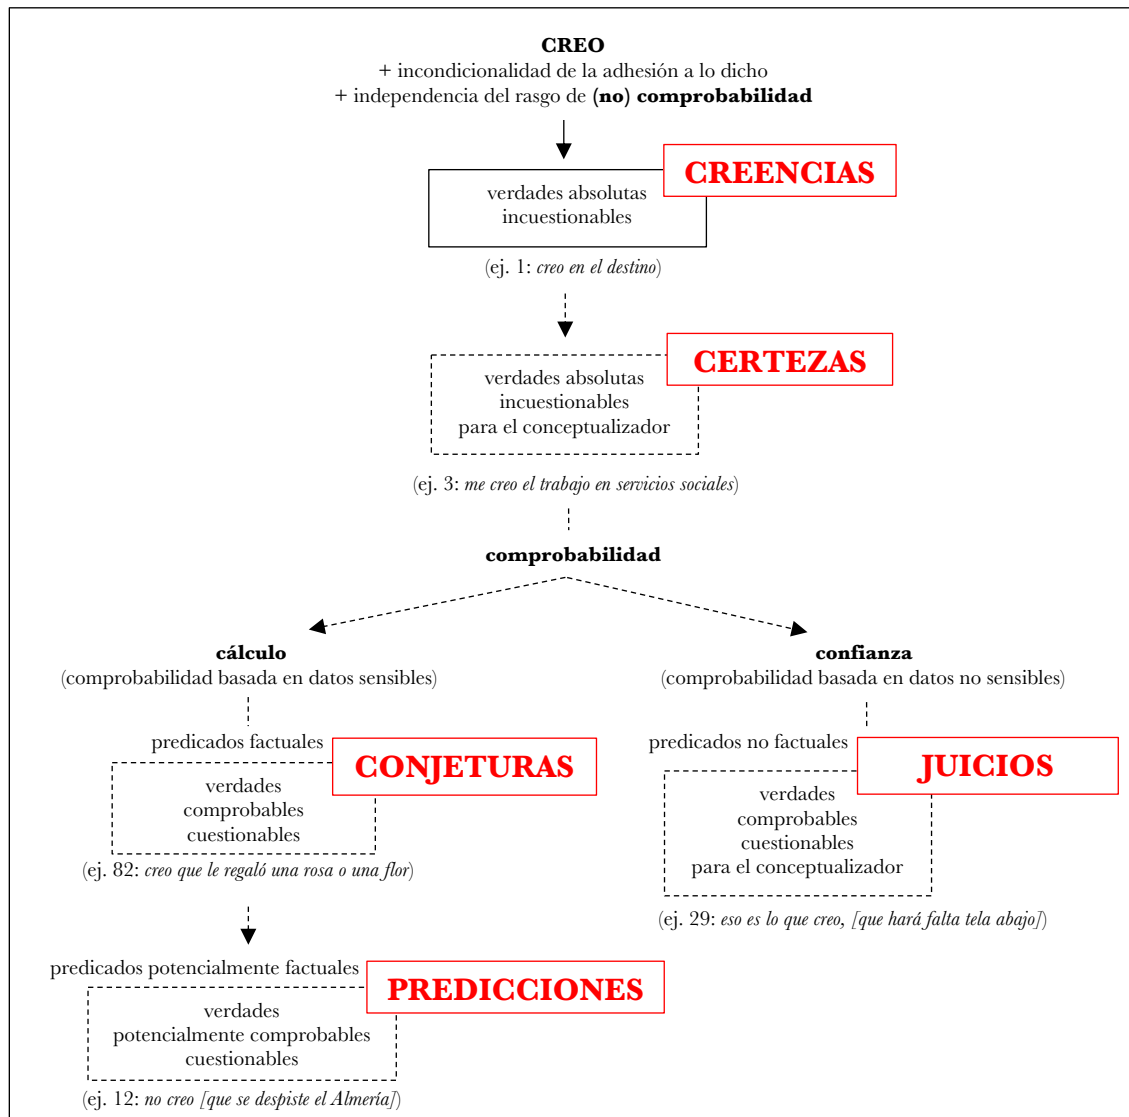 CREO
+ incondicionalidad de la adhesión a lo dicho
+ independencia del rasgo de (no) comprobabilidad
CREENCIAS
verdades absolutas
incuestionables
(ej. 1: creo en el destino)
CERTEZAS
verdades absolutas
incuestionables
para el conceptualizador
(ej. 3: me creo el trabajo en servicios sociales)
comprobabilidad
cálculo
(comprobabilidad basada en datos sensibles)
predicados factuales
CONJETURAS
verdades
comprobables
cuestionables
(ej. 82: creo que le regaló una rosa o una flor)
predicados potencialmente factuales
PREDICCIONES
verdades
potencialmente comprobables
cuestionables
(ej. 12: no creo [que se despiste el Almería])
confianza
(comprobabilidad basada en datos no sensibles)
predicados no factuales
JUICIOS
verdades
comprobables
cuestionables
para el conceptualizador
(ej. 29: eso es lo que creo, [que hará falta tela abajo])